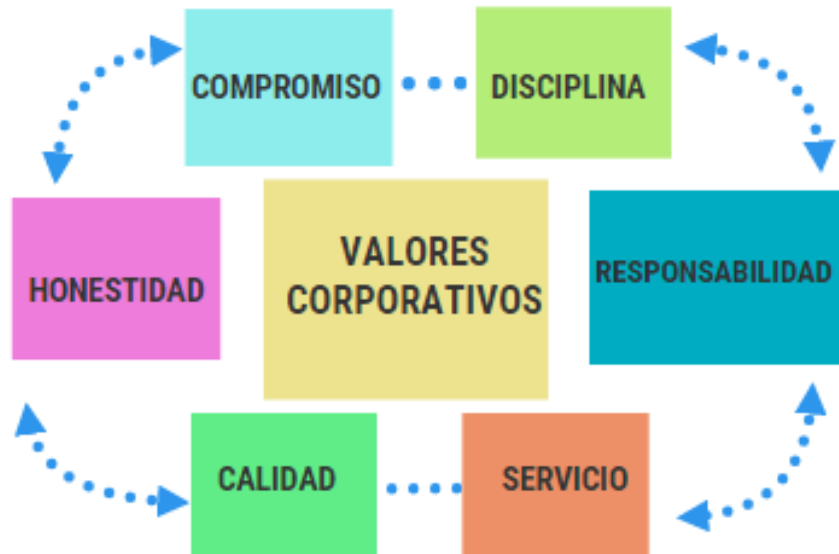 COMPROMISO
DISCIPLINA
HONESTIDAD
VALORES
CORPORATIVOS
RESPONSABILIDAD
CALIDAD
SERVICIO